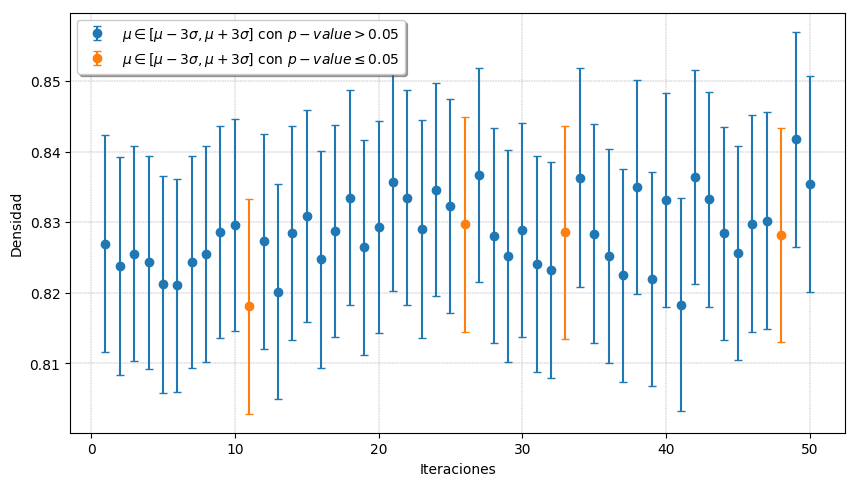 μ ∈ [μ − 3σ, μ + 3σ] con p − value > 0.05
μ ∈ [μ − 3σ, μ + 3σ] con p − value ≤ 0.05
0.85
0.84
0.83
0.82
0.81
Densidad
0 10 20 30 40 50
Iteraciones